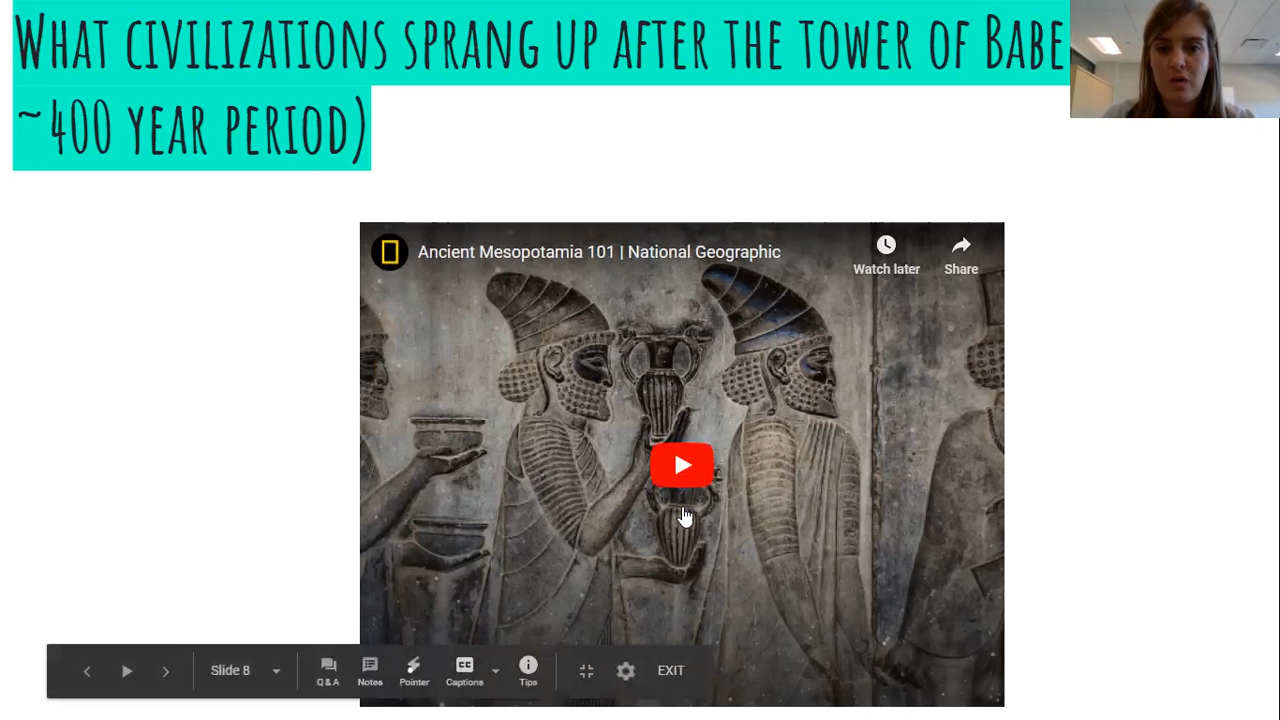 What civilizations sprang up after the Tower of Babe
~400 year period)
Ancient Mesopotamia 101 | National Geographic
Watch later
Share
Slide 8
Q & A
Notes
Pointer
CC
Captions
Tips
EXIT